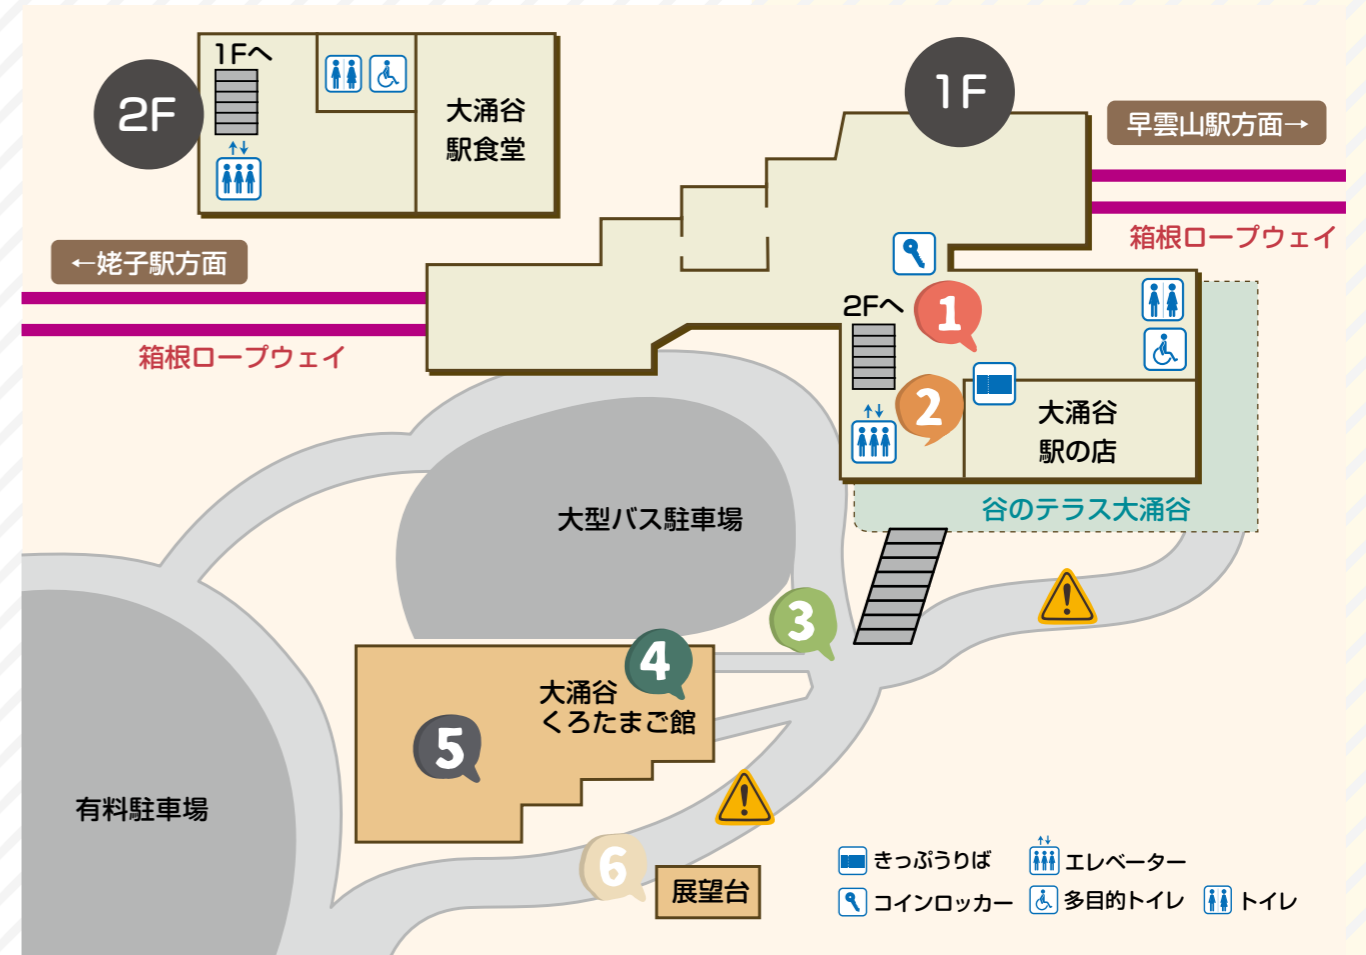 2F
1Fへ
大涌谷
駅食堂
1F
早雲山駅方面→
箱根ロープウェイ
←姥子駅方面
箱根ロープウェイ
2Fへ
1
2
大涌谷
駅の店
谷のテラス大涌谷
大型バス駐車場
3
4
大涌谷
くろたまご館
5
有料駐車場
6
展望台
きっぷうりば
エレベーター
コインロッカー
多目的トイレ
トイレ